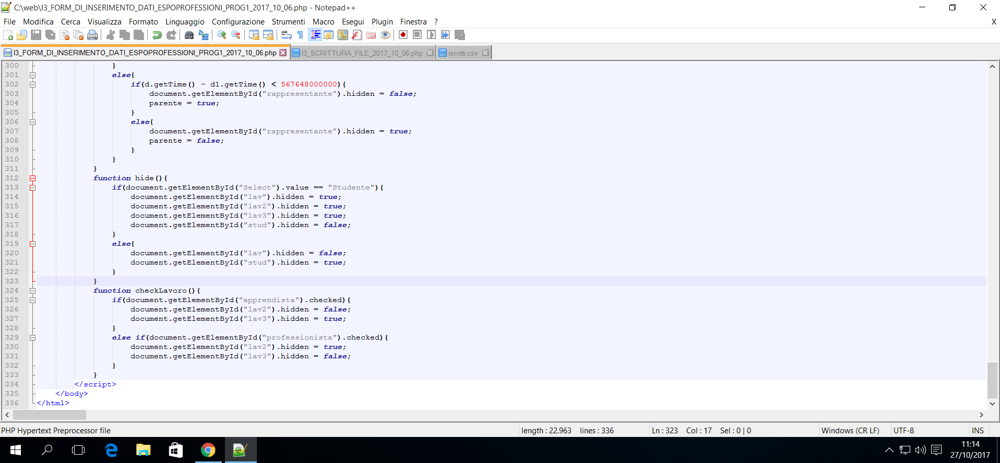 C:\web\I3_FORM_DI_INSERIMENTO_DATI_ESPOPROFESSIONI_PROG1_2017_10_06.php - Notepad++
File Modifica Cerca Visualizza Formato Linguaggio Configurazione Strumenti Macro Esegui Plugin Finestra ? X
I3_FORM_DI_INSERIMENTO_DATI_ESPOPROFESSIONI_PROG1_2017_10_06.php I3_SCRITTURA_FILE_2017_10_06.php iscritti.csv
300 }
301 else{
302 if(d.getTime() - d1.getTime() < 567648000000){
303 document.getElementById("rappresentante").hidden = false;
304 parente = true;
305 }
306 else{
307 document.getElementById("rappresentante").hidden = true;
308 parente = false;
309 }
310 }
311 }
312 function hide(){
313 if(document.getElementById("Select").value == "Studente"){
314 document.getElementById("lav").hidden = true;
315 document.getElementById("lav2").hidden = true;
316 document.getElementById("lav3").hidden = true;
317 document.getElementById("stud").hidden = false;
318 }
319 else{
320 document.getElementById("lav").hidden = false;
321 document.getElementById("stud").hidden = true;
322 }
323 }
324 function checkLavoro(){
325 if(document.getElementById("apprendista").checked){
326 document.getElementById("lav2").hidden = false;
327 document.getElementById("lav3").hidden = true;
328 }
329 else if(document.getElementById("professionista").checked){
330 document.getElementById("lav2").hidden = true;
331 document.getElementById("lav3").hidden = false;
332 }
333 }
334 </script>
335 </body>
336 </html>
PHP Hypertext Preprocessor file length : 22.963 lines : 336 Ln : 323 Col : 17 Sel : 0 | 0 Windows (CR LF) UTF-8 INS
11:14
27/10/2017